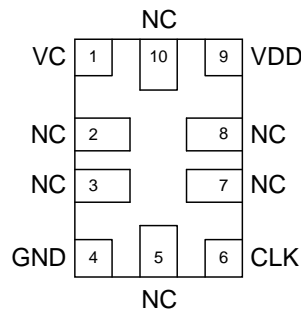 NC
VC 1 10 9 VDD
NC 2 8 NC
NC 3 7 NC
GND 4 5 6 CLK
NC